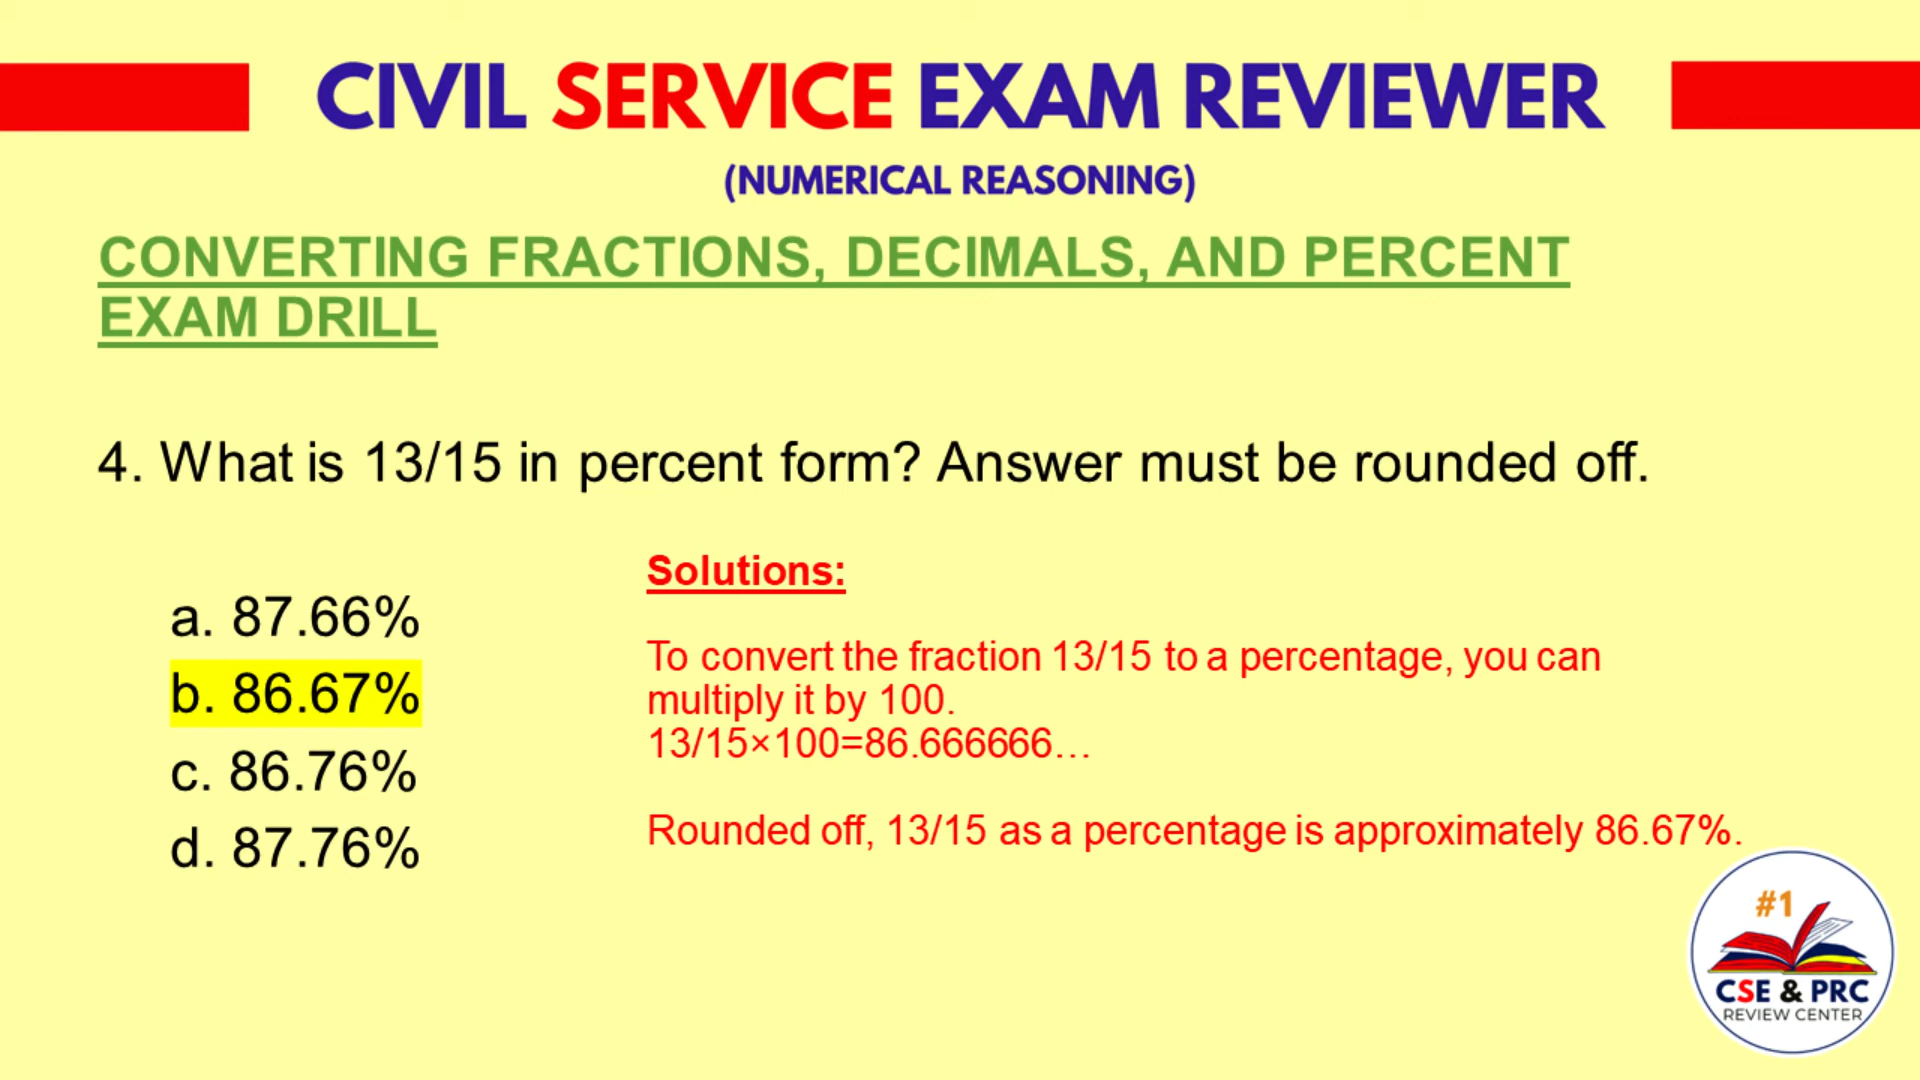 CIVIL SERVICE EXAM REVIEWER
(NUMERICAL REASONING)
CONVERTING FRACTIONS, DECIMALS, AND PERCENT
EXAM DRILL
4. What is 13/15 in percent form? Answer must be rounded off.
a. 87.66%
b. 86.67%
c. 86.76%
d. 87.76%
Solutions:
To convert the fraction 13/15 to a percentage, you can
multiply it by 100.
13/15×100=86.666666…
Rounded off, 13/15 as a percentage is approximately 86.67%.
#1
CSE & PRC
REVIEW CENTER